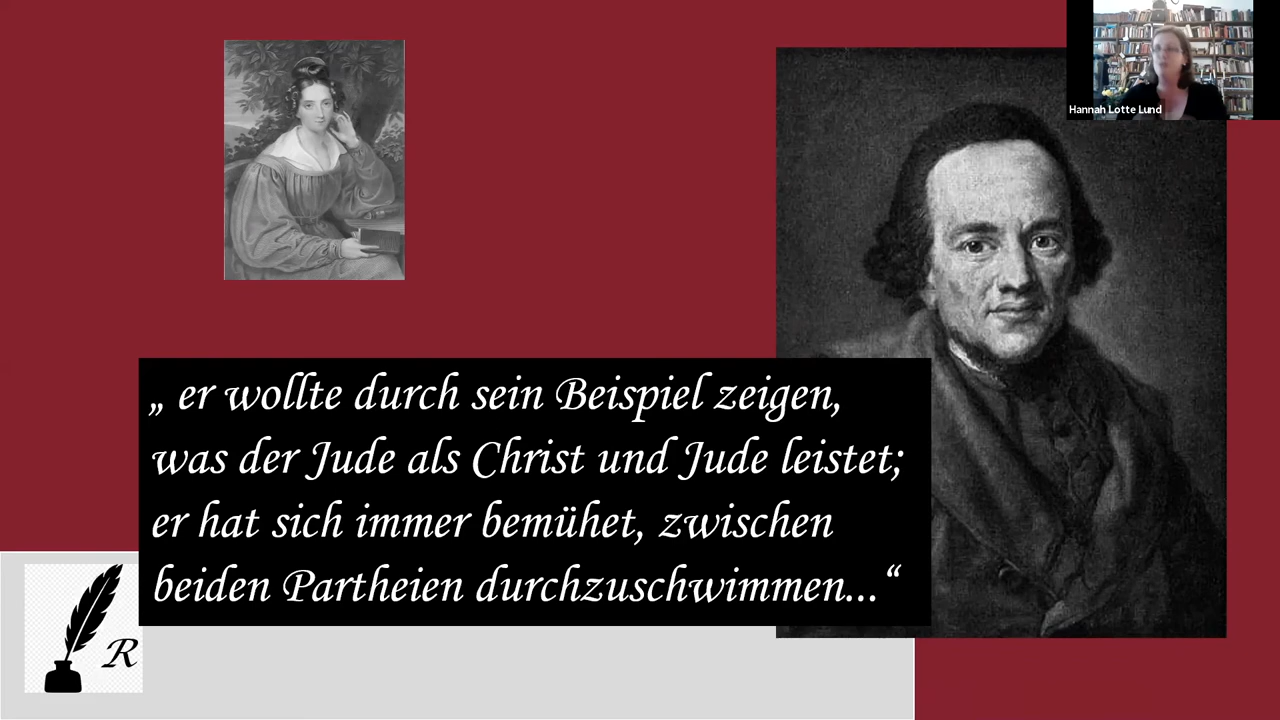 Hannah Lotte Lund
„ er wollte durch sein Beispiel zeigen,
was der Jude als Christ und Jude leistet;
er hat sich immer bemühet, zwischen
beiden Partheien durchzuschwimmen...“
R